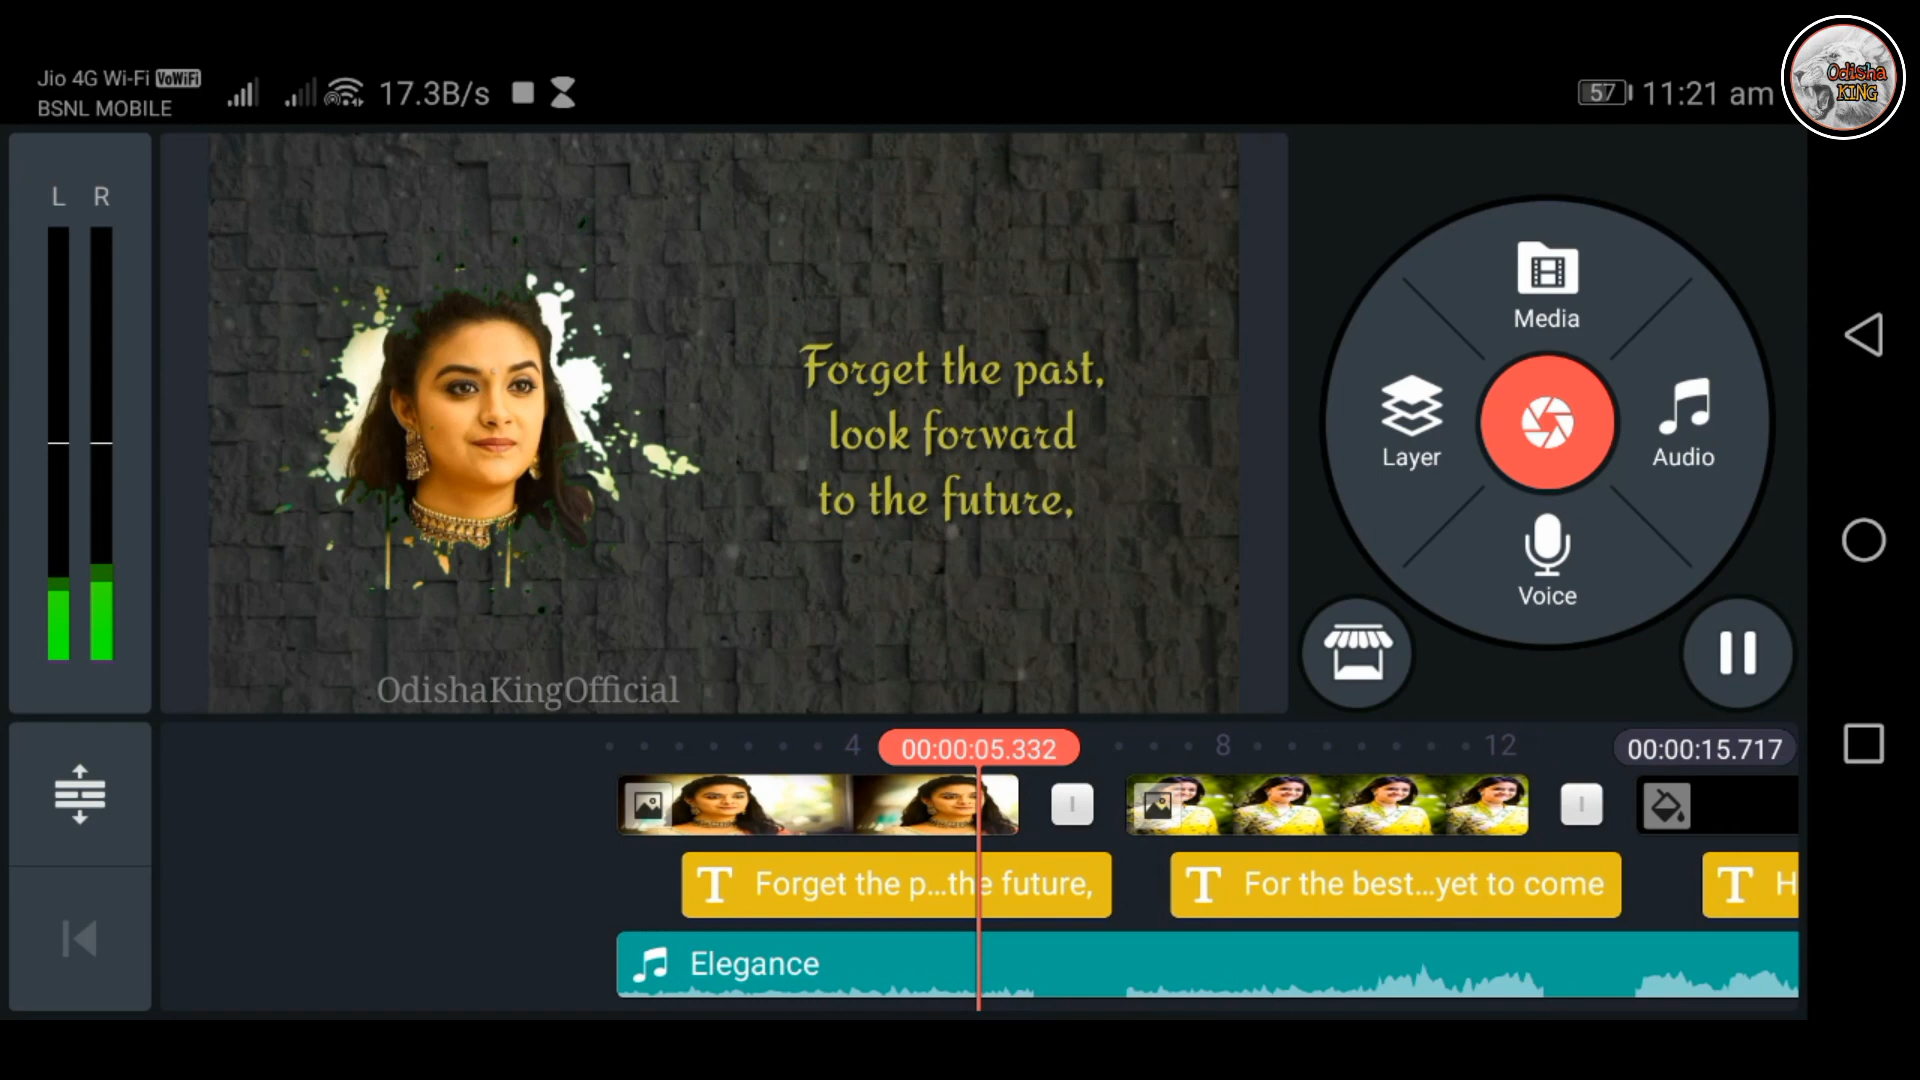 Jio 4G Wi-Fi VoWiFi
BSNL MOBILE
17.3B/s
57
11:21 am
Odisha
KING
L R
Forget the past,
look forward
to the future,
OdishaKingOfficial
Media
Layer
Audio
Voice
4
00:00:05.332
8
12
00:00:15.717
T Forget the p...the future,
T For the best...yet to come
T H
Elegance